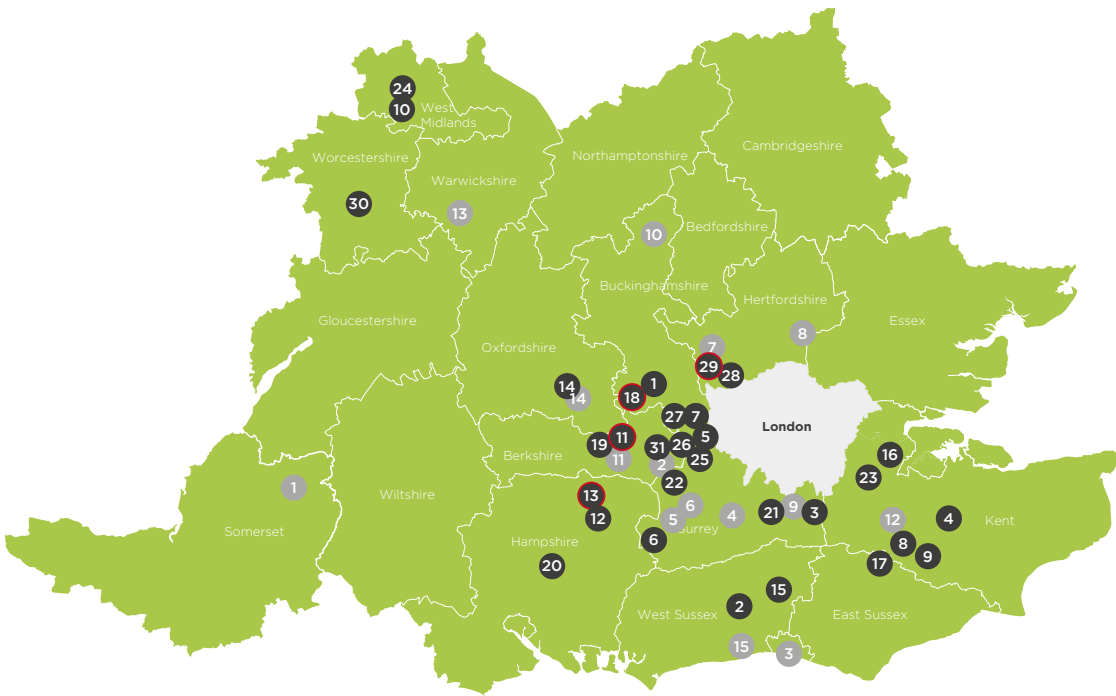 24
10
West
Midlands
Worcestershire
Northamptonshire
Cambridgeshire
Warwickshire
30
13
10
Bedfordshire
Buckinghamshire
Hertfordshire
Gloucestershire
Essex
8
7
Oxfordshire
29
28
14
14
1
18
27
7
London
11
5
19
31
26
16
Berkshire
11
2
25
23
22
1
13
Wiltshire
6
9
12
5
4
21
3
12
4
Kent
Surrey
Somerset
Hampshire
6
8
9
20
17
15
2
West Sussex
East Sussex
15
3